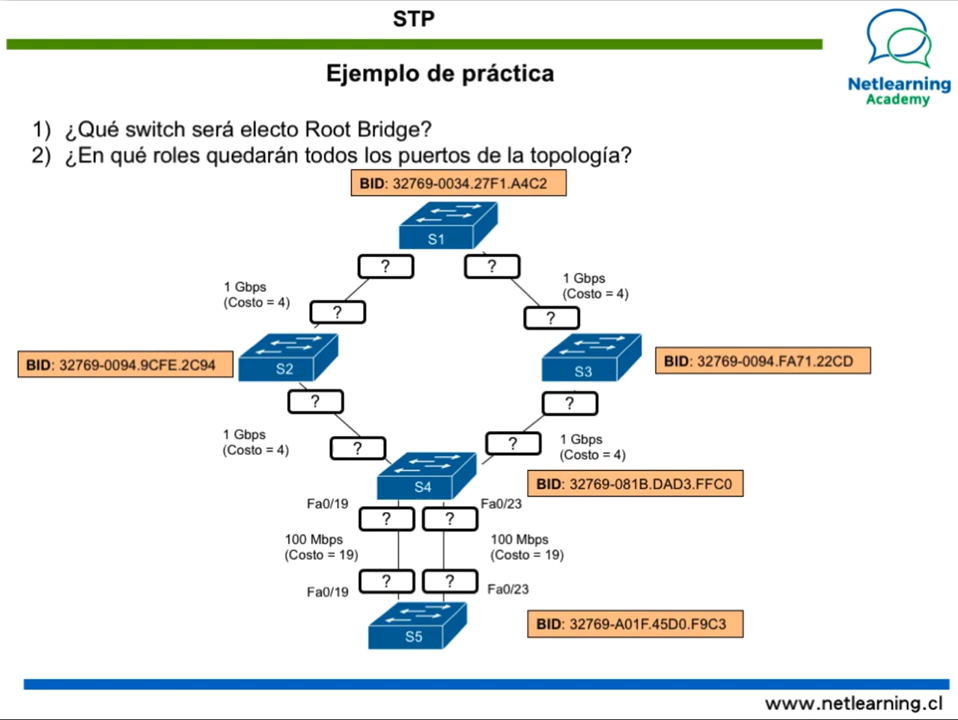 STP
Netlearning
Academy
Ejemplo de práctica
1) ¿Qué switch será electo Root Bridge?
2) ¿En qué roles quedarán todos los puertos de la topología?
BID: 32769-0034.27F1.A4C2
S1
?
?
1 Gbps
(Costo = 4)
1 Gbps
(Costo = 4)
?
?
BID: 32769-0094.9CFE.2C94
S2
S3
BID: 32769-0094.FA71.22CD
?
?
1 Gbps
(Costo = 4)
?
?
1 Gbps
(Costo = 4)
S4
BID: 32769-081B.DAD3.FFC0
Fa0/19
Fa0/23
?
?
100 Mbps
(Costo = 19)
100 Mbps
(Costo = 19)
Fa0/19
?
?
Fa0/23
S5
BID: 32769-A01F.45D0.F9C3
www.netlearning.cl